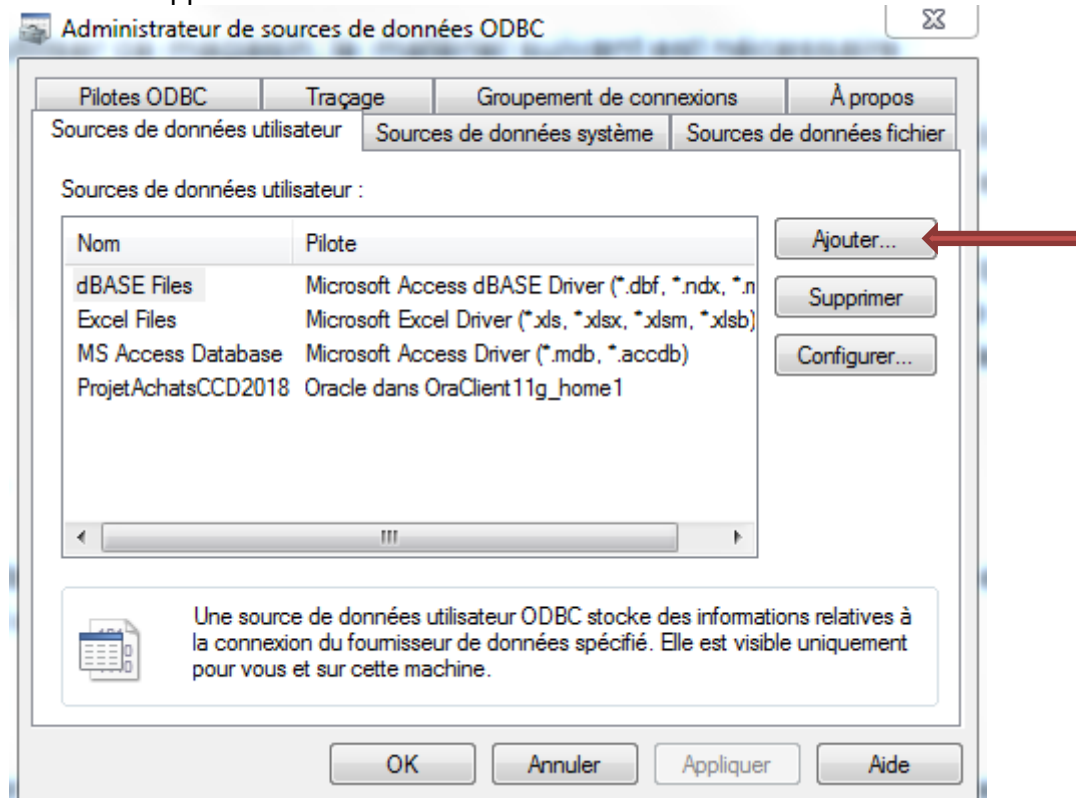 Administrateur de sources de données ODBC
Pilotes ODBC
Traçage
Groupement de connexions
À propos
Sources de données utilisateur
Sources de données système
Sources de données fichier
Sources de données utilisateur :
Nom Pilote
dBASE Files Microsoft Access dBASE Driver (*.dbf, *.ndx, *.n
Excel Files Microsoft Excel Driver (*.xls, *.xlsx, *.xlsm, *.xlsb)
MS Access Database Microsoft Access Driver (*.mdb, *.accdb)
ProjetAchatsCCD2018 Oracle dans OraClient11g_home1
Ajouter...
Supprimer
Configurer...
Une source de données utilisateur ODBC stocke des informations relatives à
la connexion du fournisseur de données spécifié. Elle est visible uniquement
pour vous et sur cette machine.
OK
Annuler
Appliquer
Aide